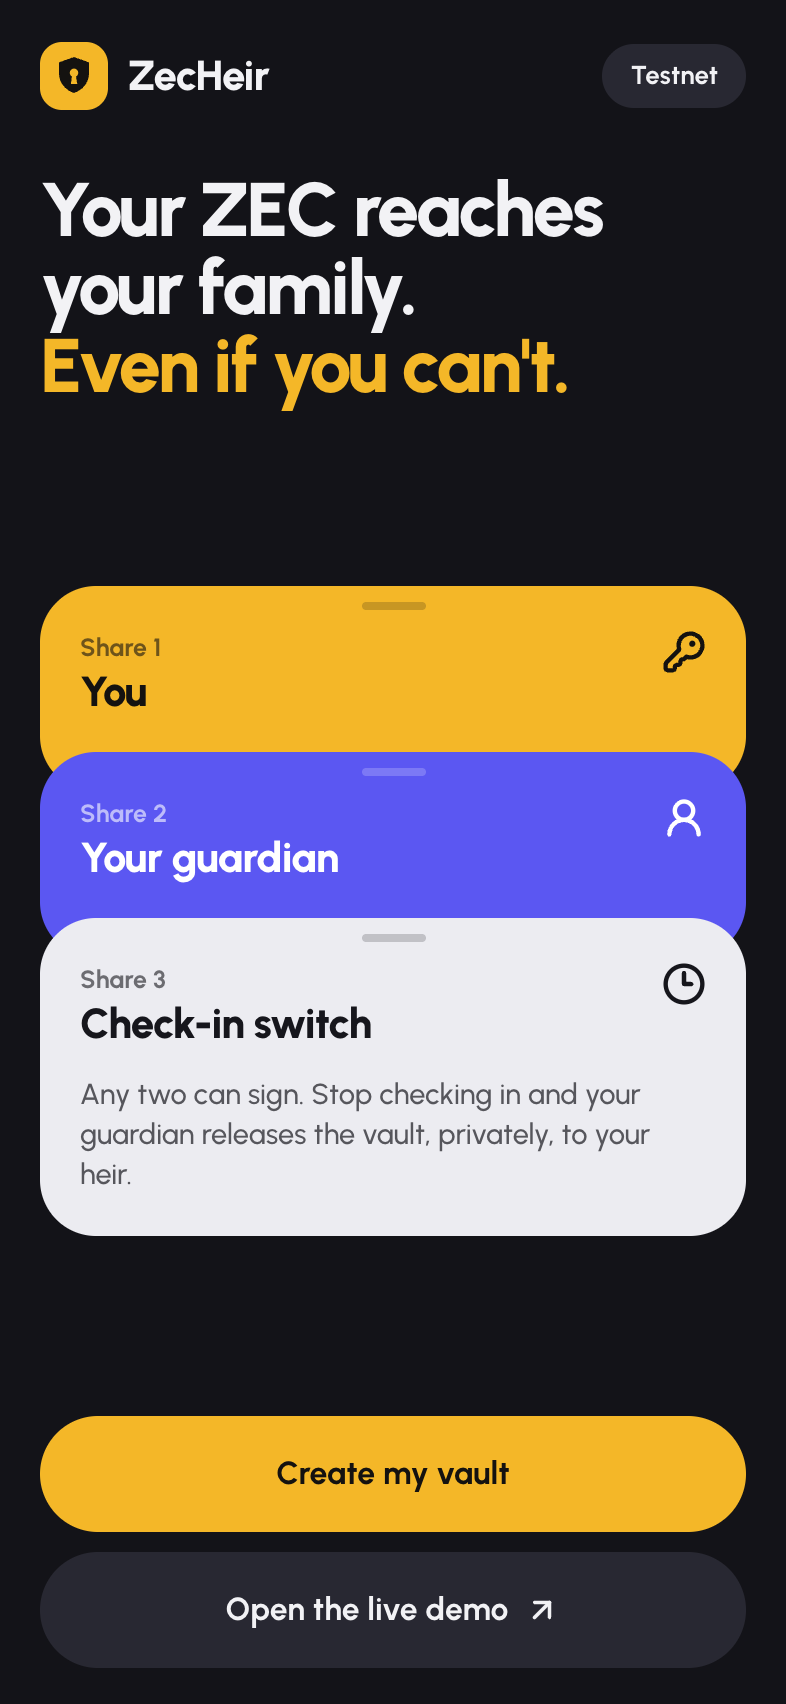 ZecHeir
Testnet
Your ZEC reaches
your family.
Even if you can't.
Share 1
You
Share 2
Your guardian
Share 3
Check-in switch
Any two can sign. Stop checking in and your
guardian releases the vault, privately, to your
heir.
Create my vault
Open the live demo